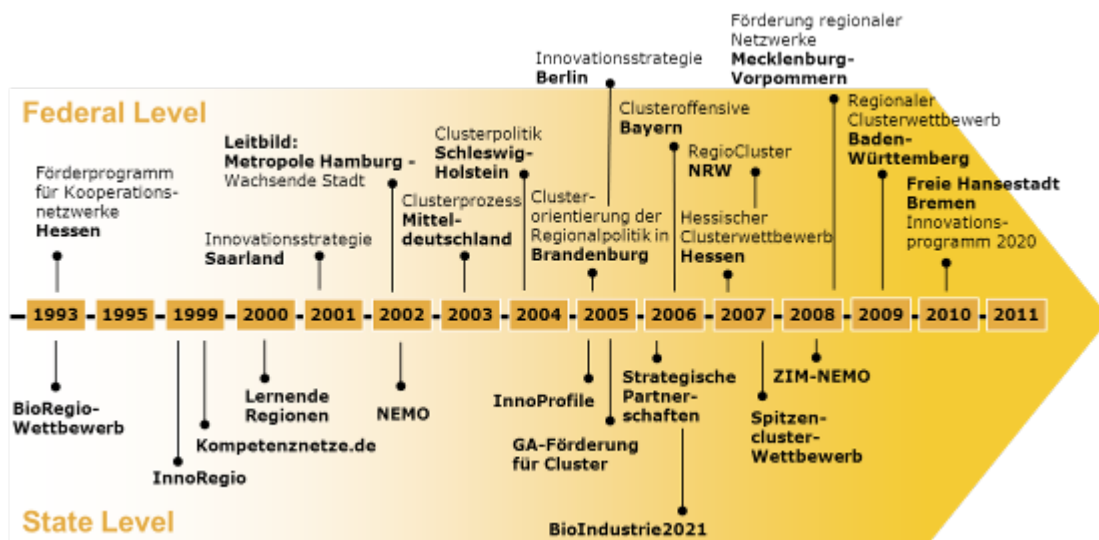 Federal Level
Förderprogramm
für Kooperations-
netzwerke
Hessen
Innovationsstrategie
Saarland
Leitbild:
Metropole Hamburg -
Wachsende Stadt
Clusterprozess
Mittel-
deutschland
Clusterpolitik
Schleswig-
Holstein
Cluster-
orientierung der
Regionalpolitik in
Brandenburg
Innovationsstrategie
Berlin
Clusteroffensive
Bayern
Hessischer
Clusterwettbewerb
Hessen
RegioCluster
NRW
Förderung regionaler
Netzwerke
Mecklenburg-
Vorpommern
Regionaler
Clusterwettbewerb
Baden-
Württemberg
Freie Hansestadt
Bremen
Innovations-
programm 2020
1993 1995 1999 2000 2001 2002 2003 2004 2005 2006 2007 2008 2009 2010 2011
BioRegio-
Wettbewerb
InnoRegio
Kompetenznetze.de
Lernende
Regionen
NEMO
InnoProfile
GA-Förderung
für Cluster
Strategische
Partner-
schaften
BioIndustrie2021
Spitzen-
cluster-
Wettbewerb
ZIM-NEMO
State Level